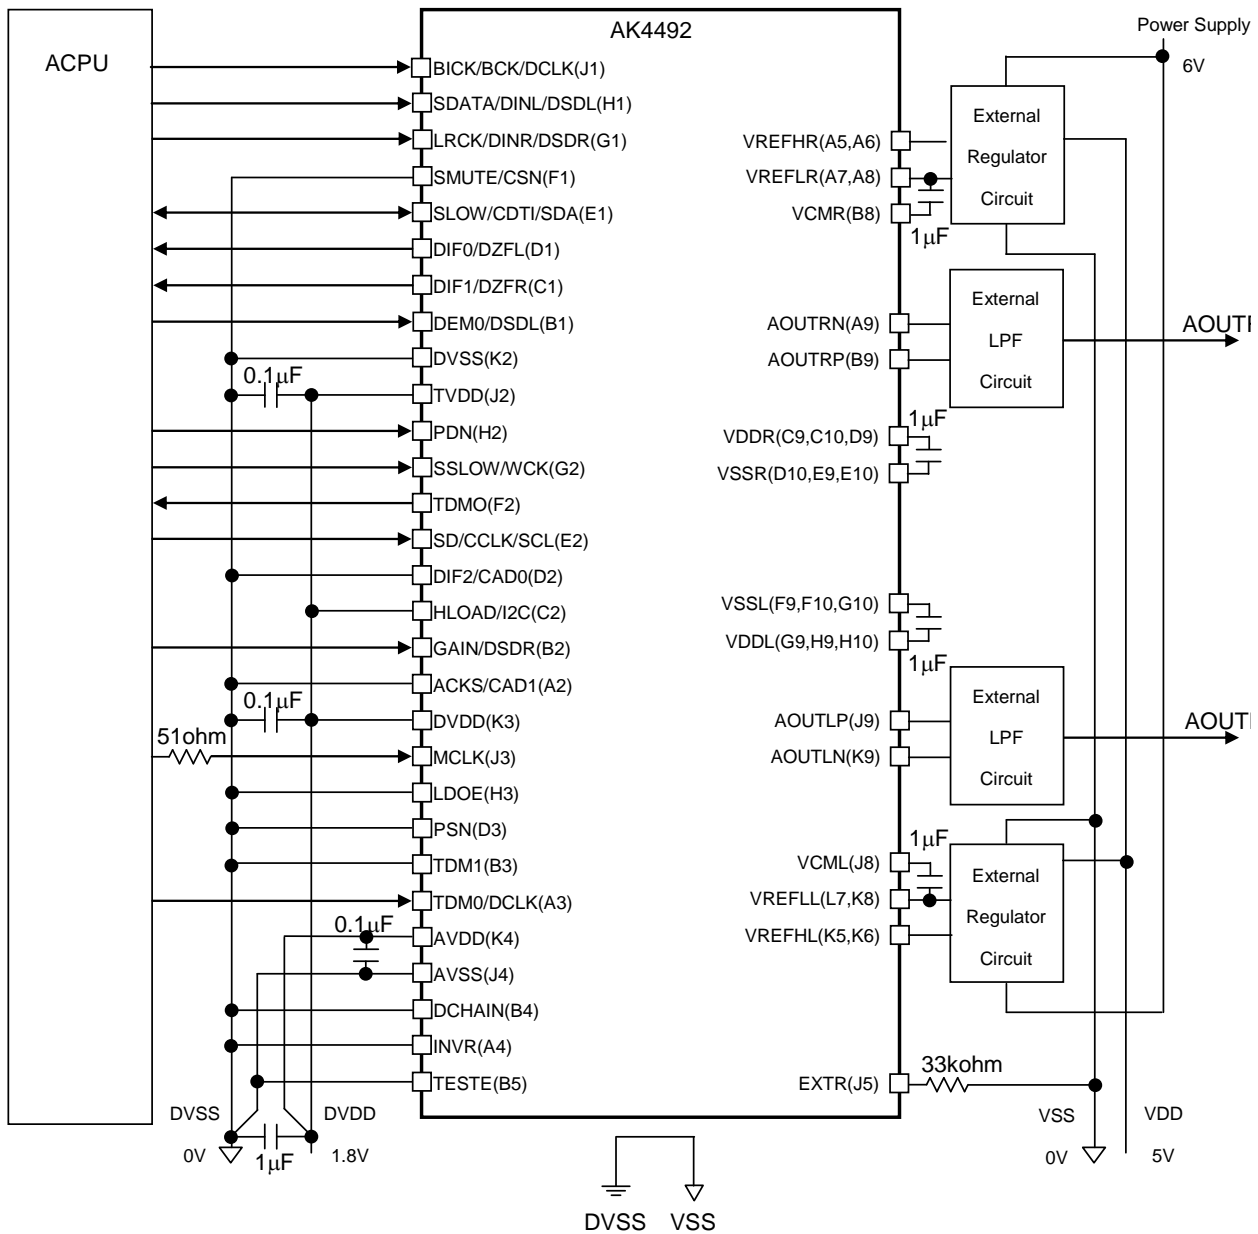 Power Supply
6V
ACPU
AK4492
BICK/BCK/DCLK(J1)
SDATA/DINL/DSDL(H1)
LRCK/DINR/DSDR(G1)
SMUTE/CSN(F1)
SLOW/CDTI/SDA(E1)
DIF0/DZFL(D1)
DIF1/DZFR(C1)
DEM0/DSDL(B1)
DVSS(K2)
0.1μF
TVDD(J2)
PDN(H2)
SSLOW/WCK(G2)
TDMO(F2)
SD/CCLK/SCL(E2)
DIF2/CAD0(D2)
HLOAD/I2C(C2)
GAIN/DSDR(B2)
ACKS/CAD1(A2)
0.1μF
DVDD(K3)
51ohm
MCLK(J3)
LDOE(H3)
PSN(D3)
TDM1(B3)
TDM0/DCLK(A3)
0.1μF
AVDD(K4)
AVSS(J4)
DCHAIN(B4)
INVR(A4)
TESTE(B5)
DVSS
DVDD
0V
1μF
1.8V
VREFHR(A5,A6)
VREFLR(A7,A8)
VCMR(B8)
1μF
External
Regulator
Circuit
AOUTRN(A9)
AOUTRP(B9)
External
LPF
Circuit
1μF
VDDR(C9,C10,D9)
VSSR(D10,E9,E10)
VSSL(F9,F10,G10)
VDDL(G9,H9,H10)
1μF
AOUTLP(J9)
AOUTLN(K9)
External
LPF
Circuit
1μF
VCML(J8)
VREFLL(L7,K8)
VREFHL(K5,K6)
External
Regulator
Circuit
EXTR(J5)
33kohm
VSS
VDD
0V
5V
DVSS
VSS